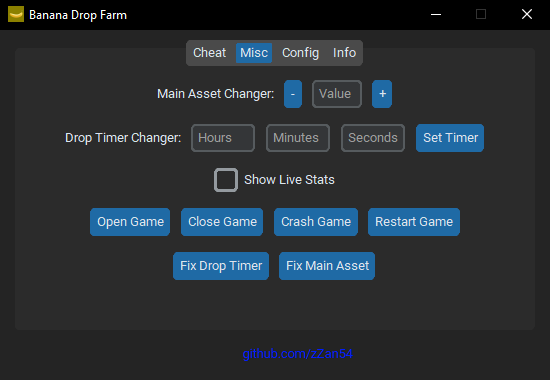 Banana Drop Farm
Cheat Misc Config Info
Main Asset Changer: - Value +
Drop Timer Changer: Hours Minutes Seconds Set Timer
Show Live Stats
Open Game Close Game Crash Game Restart Game
Fix Drop Timer Fix Main Asset
github.com/zZan54